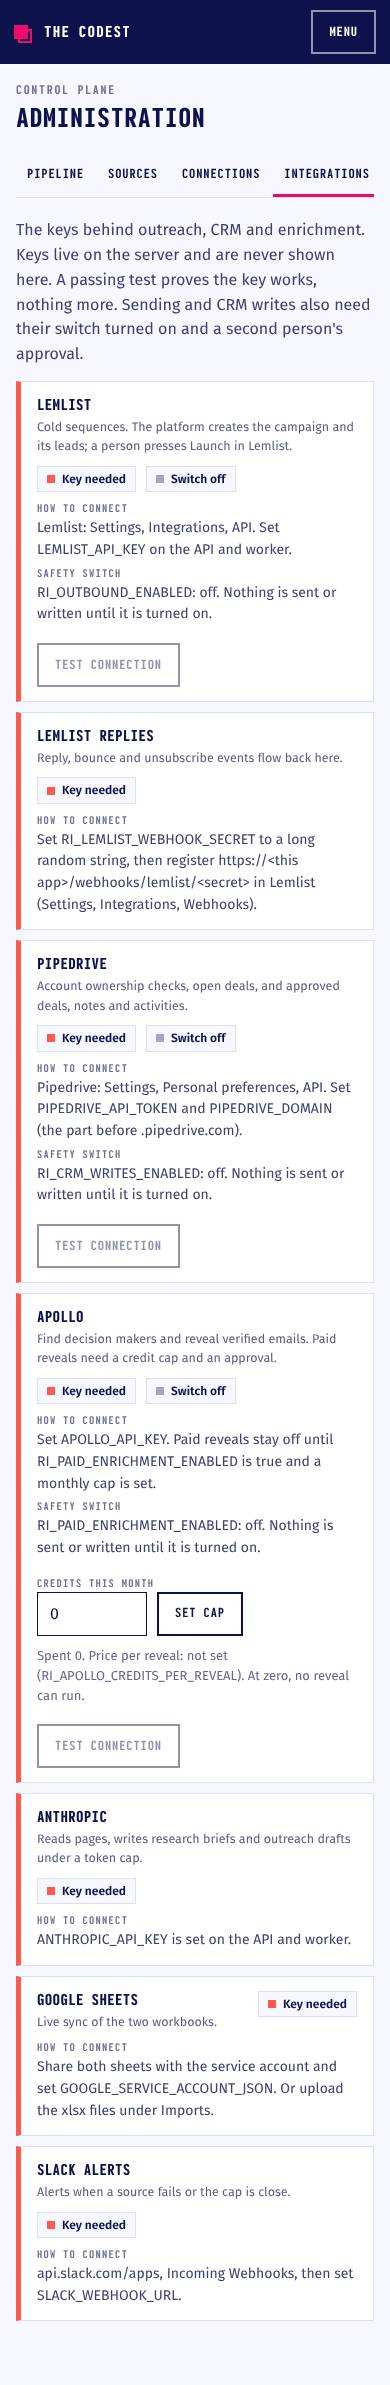 THE CODEST
MENU
CONTROL PLANE
ADMINISTRATION
PIPELINE SOURCES CONNECTIONS INTEGRATIONS
The keys behind outreach, CRM and enrichment.
Keys live on the server and are never shown
here. A passing test proves the key works,
nothing more. Sending and CRM writes also need
their switch turned on and a second person's
approval.
LEMLIST
Cold sequences. The platform creates the campaign and
its leads; a person presses Launch in Lemlist.
Key needed Switch off
HOW TO CONNECT
Lemlist: Settings, Integrations, API. Set
LEMLIST_API_KEY on the API and worker.
SAFETY SWITCH
RI_OUTBOUND_ENABLED: off. Nothing is sent or
written until it is turned on.
TEST CONNECTION
LEMLIST REPLIES
Reply, bounce and unsubscribe events flow back here.
Key needed
HOW TO CONNECT
Set RI_LEMLIST_WEBHOOK_SECRET to a long
random string, then register https://<this
app>/webhooks/lemlist/<secret> in Lemlist
(Settings, Integrations, Webhooks).
PIPEDRIVE
Account ownership checks, open deals, and approved
deals, notes and activities.
Key needed Switch off
HOW TO CONNECT
Pipedrive: Settings, Personal preferences, API. Set
PIPEDRIVE_API_TOKEN and PIPEDRIVE_DOMAIN
(the part before .pipedrive.com).
SAFETY SWITCH
RI_CRM_WRITES_ENABLED: off. Nothing is sent or
written until it is turned on.
TEST CONNECTION
APOLLO
Find decision makers and reveal verified emails. Paid
reveals need a credit cap and an approval.
Key needed Switch off
HOW TO CONNECT
Set APOLLO_API_KEY. Paid reveals stay off until
RI_PAID_ENRICHMENT_ENABLED is true and a
monthly cap is set.
SAFETY SWITCH
RI_PAID_ENRICHMENT_ENABLED: off. Nothing is
sent or written until it is turned on.
CREDITS THIS MONTH
0 SET CAP
Spent 0. Price per reveal: not set
(RI_APOLLO_CREDITS_PER_REVEAL). At zero, no reveal
can run.
TEST CONNECTION
ANTHROPIC
Reads pages, writes research briefs and outreach drafts
under a token cap.
Key needed
HOW TO CONNECT
ANTHROPIC_API_KEY is set on the API and worker.
GOOGLE SHEETS
Key needed
Live sync of the two workbooks.
HOW TO CONNECT
Share both sheets with the service account and
set GOOGLE_SERVICE_ACCOUNT_JSON. Or upload
the xlsx files under Imports.
SLACK ALERTS
Alerts when a source fails or the cap is close.
Key needed
HOW TO CONNECT
api.slack.com/apps, Incoming Webhooks, then set
SLACK_WEBHOOK_URL.